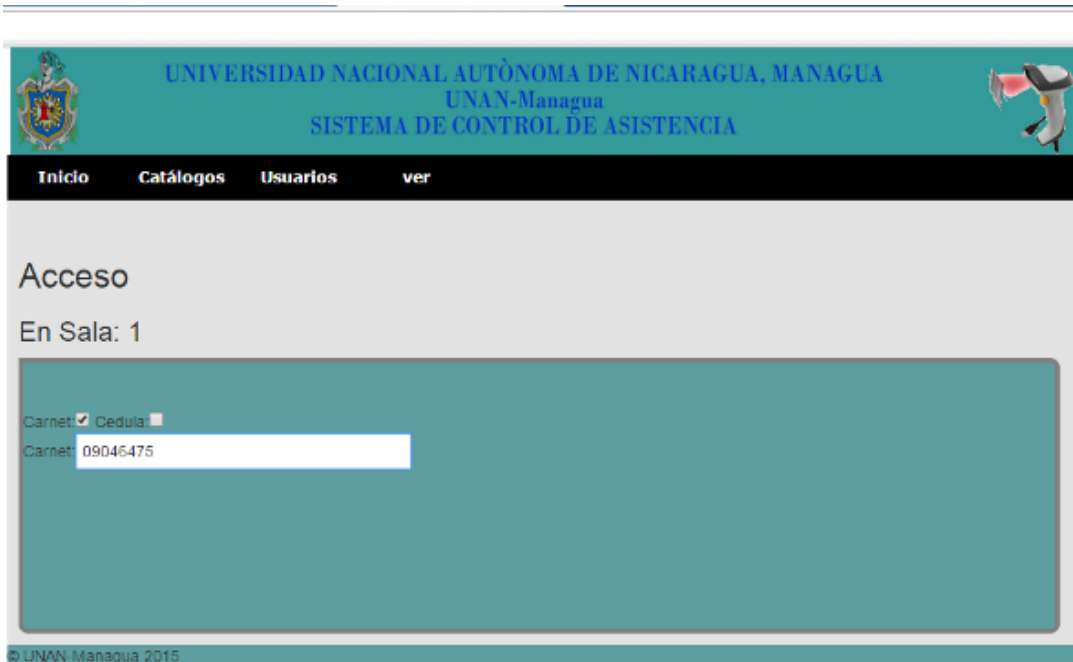 UNIVERSIDAD NACIONAL AUTÒNOMA DE NICARAGUA, MANAGUA
UNAN-Managua
SISTEMA DE CONTROL DE ASISTENCIA
Inicio Catálogos Usuarios ver
Acceso
En Sala: 1
Carnet: Cedula:
Carnet: 09046475
© UNAN-Managua 2015